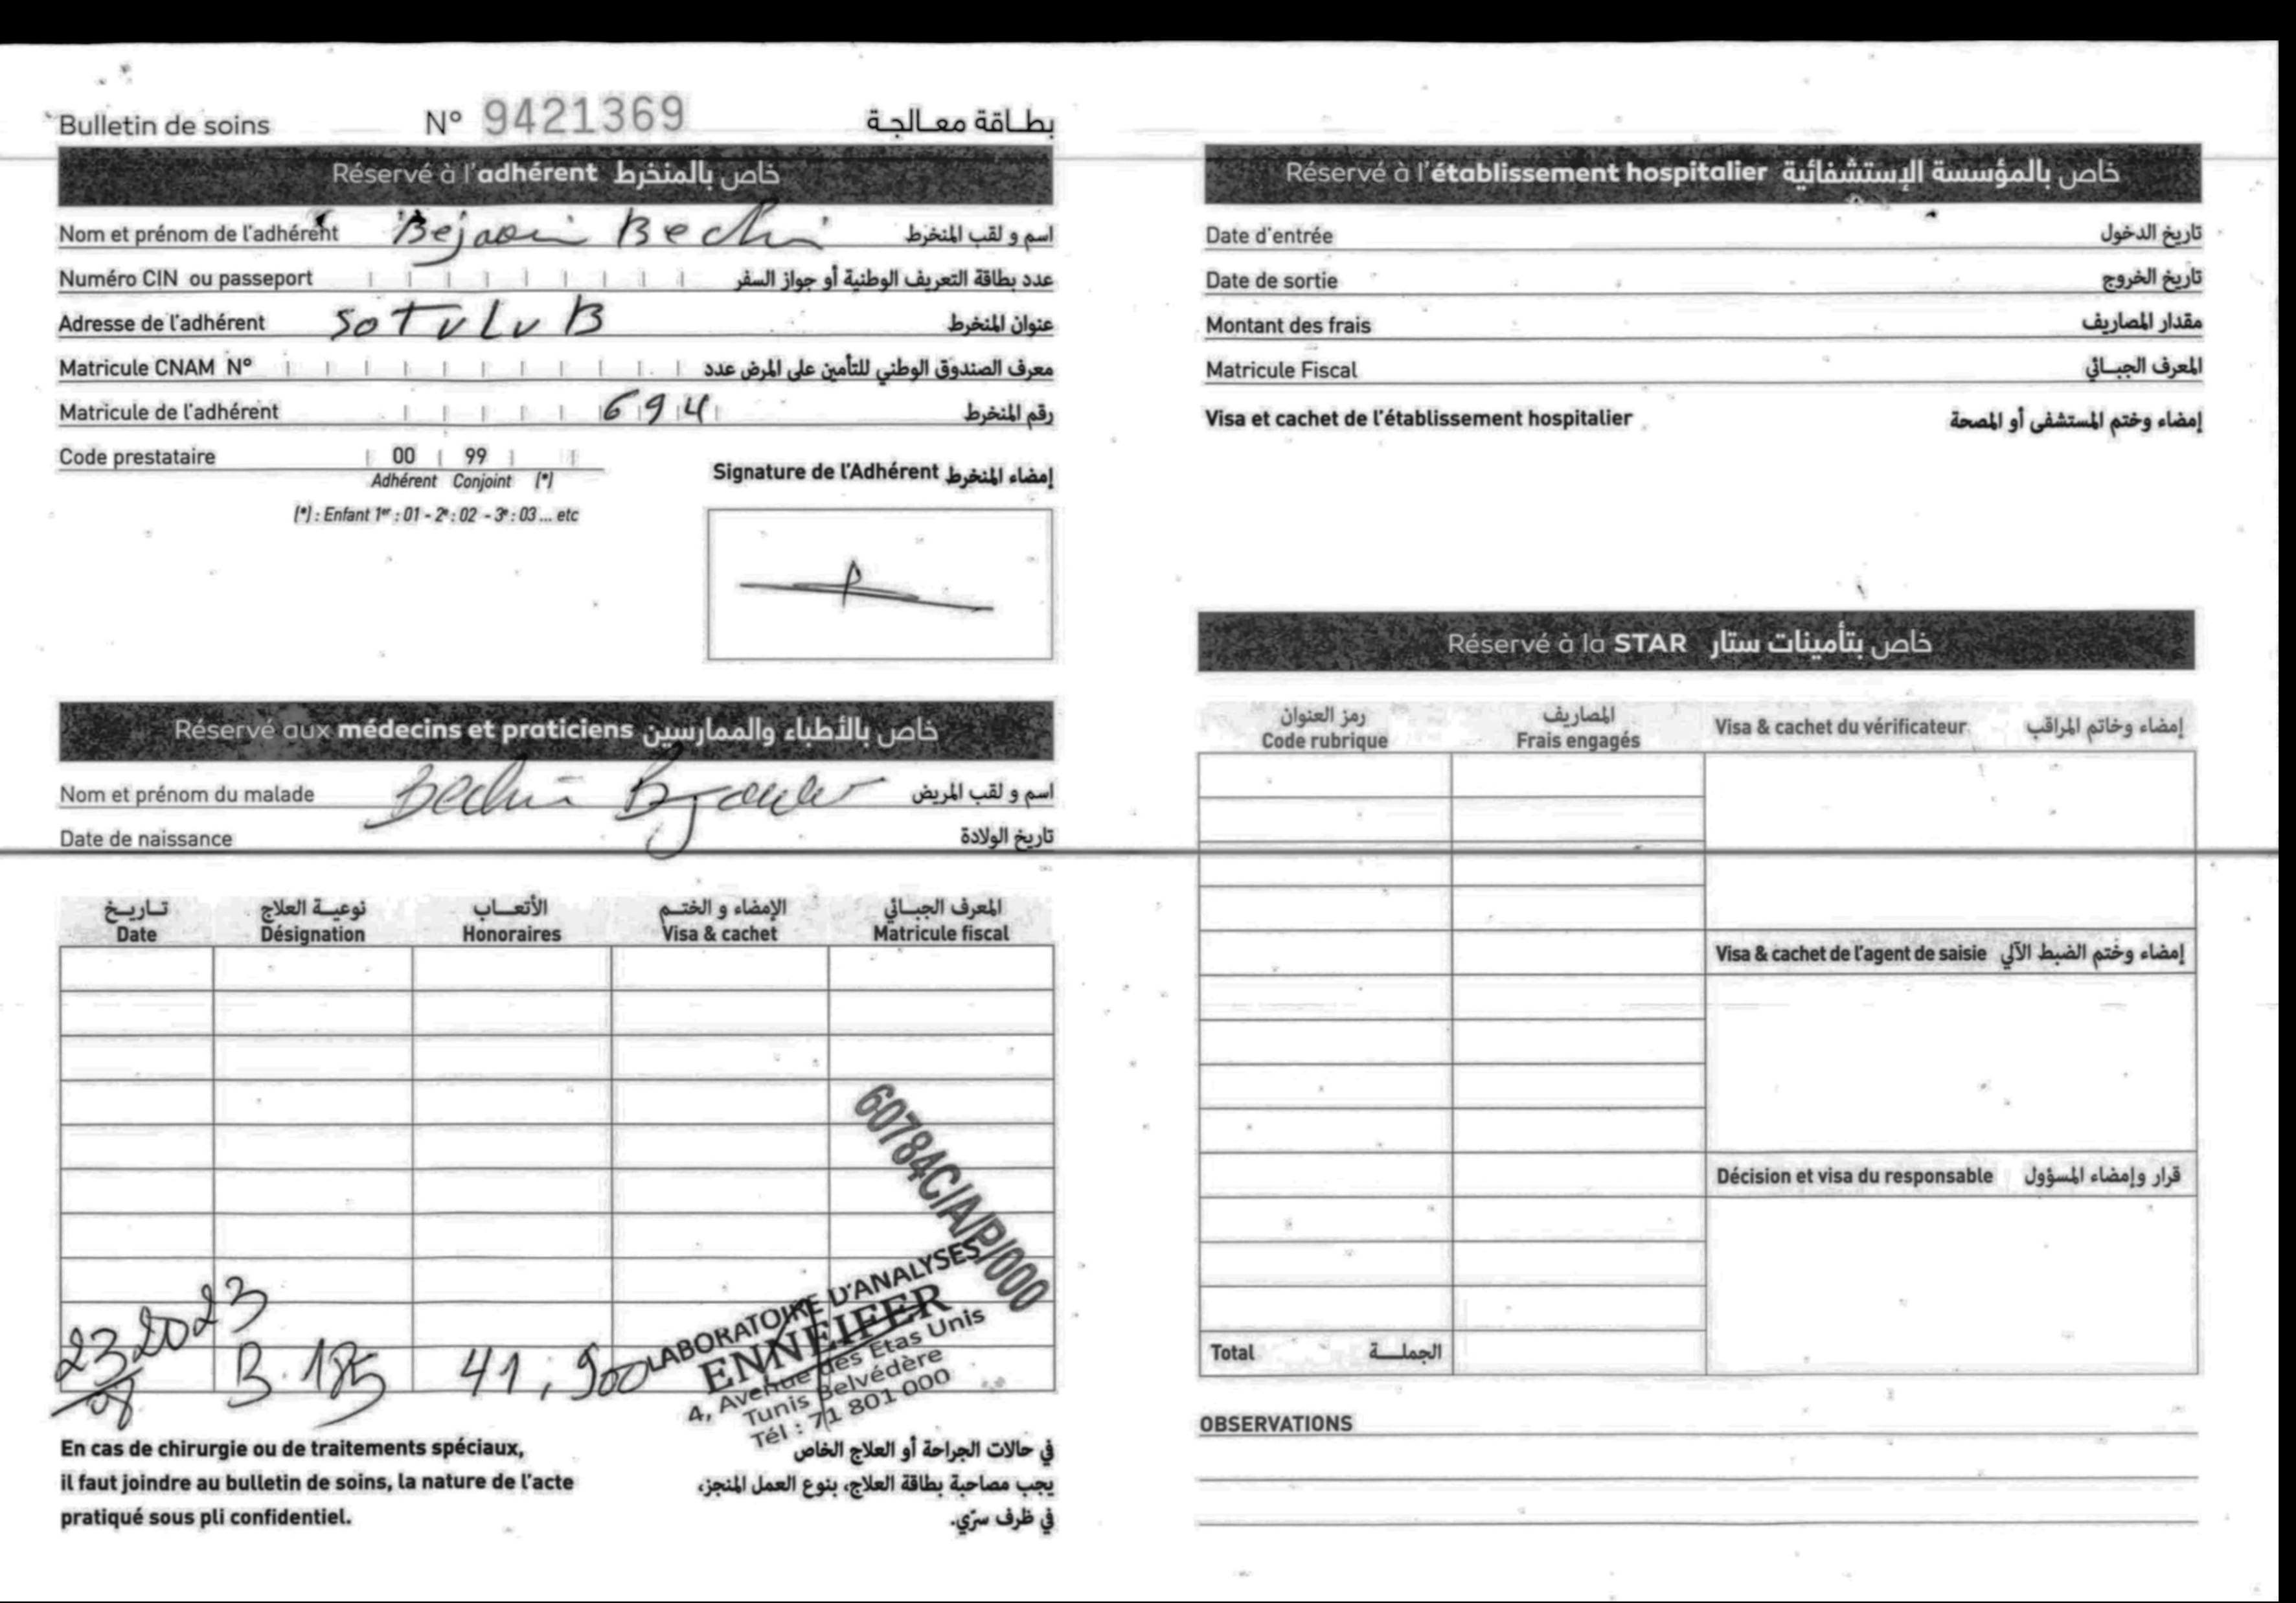 Bulletin de soins N° 9421369 بطاقة معالجة
Réservé à l'adhérent خاص بالمنخرط
Nom et prénom de l'adhérent Bejaoui Bechir اسم و لقب المنخرط
Numéro CIN ou passeport عدد بطاقة التعريف الوطنية أو جواز السفر
Adresse de l'adhérent SOTULUB عنوان المنخرط
Matricule CNAM N° معرف الصندوق الوطني للتأمين على المرض عدد
Matricule de l'adhérent 694 رقم المنخرط
Code prestataire 00 99
Adhérent Conjoint (*)
(*) : Enfant 1er : 01 - 2e : 02 - 3e : 03 ... etc
Signature de l'Adhérent إمضاء المنخرط
Réservé aux médecins et praticiens خاص بالأطباء والممارسين
Nom et prénom du malade Bechir Bejaoui اسم و لقب المريض
Date de naissance تاريخ الولادة
تاريخ نوعية العلاج الأتعاب الإمضاء و الختم المعرف الجبائي
Date Désignation Honoraires Visa & cachet Matricule fiscal
60784C/A/P/000
23/08 2023 B.185 41,900
LABORATOIRE D'ANALYSES
ENNEIFER
4, Avenue des Etas Unis
Tunis Belvédère
Tél : 71 801 000
En cas de chirurgie ou de traitements spéciaux,
il faut joindre au bulletin de soins, la nature de l'acte
pratiqué sous pli confidentiel.
في حالات الجراحة أو العلاج الخاص
يجب مصاحبة بطاقة العلاج، بنوع العمل المنجز،
في ظرف سرّي.
Réservé à l'établissement hospitalier خاص بالمؤسسة الإستشفائية
Date d'entrée تاريخ الدخول
Date de sortie تاريخ الخروج
Montant des frais مقدار المصاريف
Matricule Fiscal المعرف الجبائي
Visa et cachet de l'établissement hospitalier إمضاء وختم المستشفى أو المصحة
Réservé à la STAR خاص بتأمينات ستار
رمز العنوان المصاريف
Code rubrique Frais engagés Visa & cachet du vérificateur إمضاء وخاتم المراقب
Visa & cachet de l'agent de saisie إمضاء وختم الضبط الآلي
Décision et visa du responsable قرار وإمضاء المسؤول
Total الجملة
OBSERVATIONS